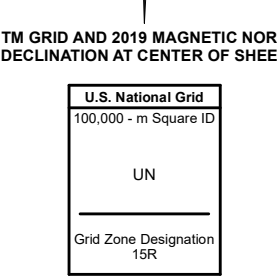 TM GRID AND 2019 MAGNETIC NOR
DECLINATION AT CENTER OF SHEE
U.S. National Grid
100,000 - m Square ID
UN
Grid Zone Designation
15R